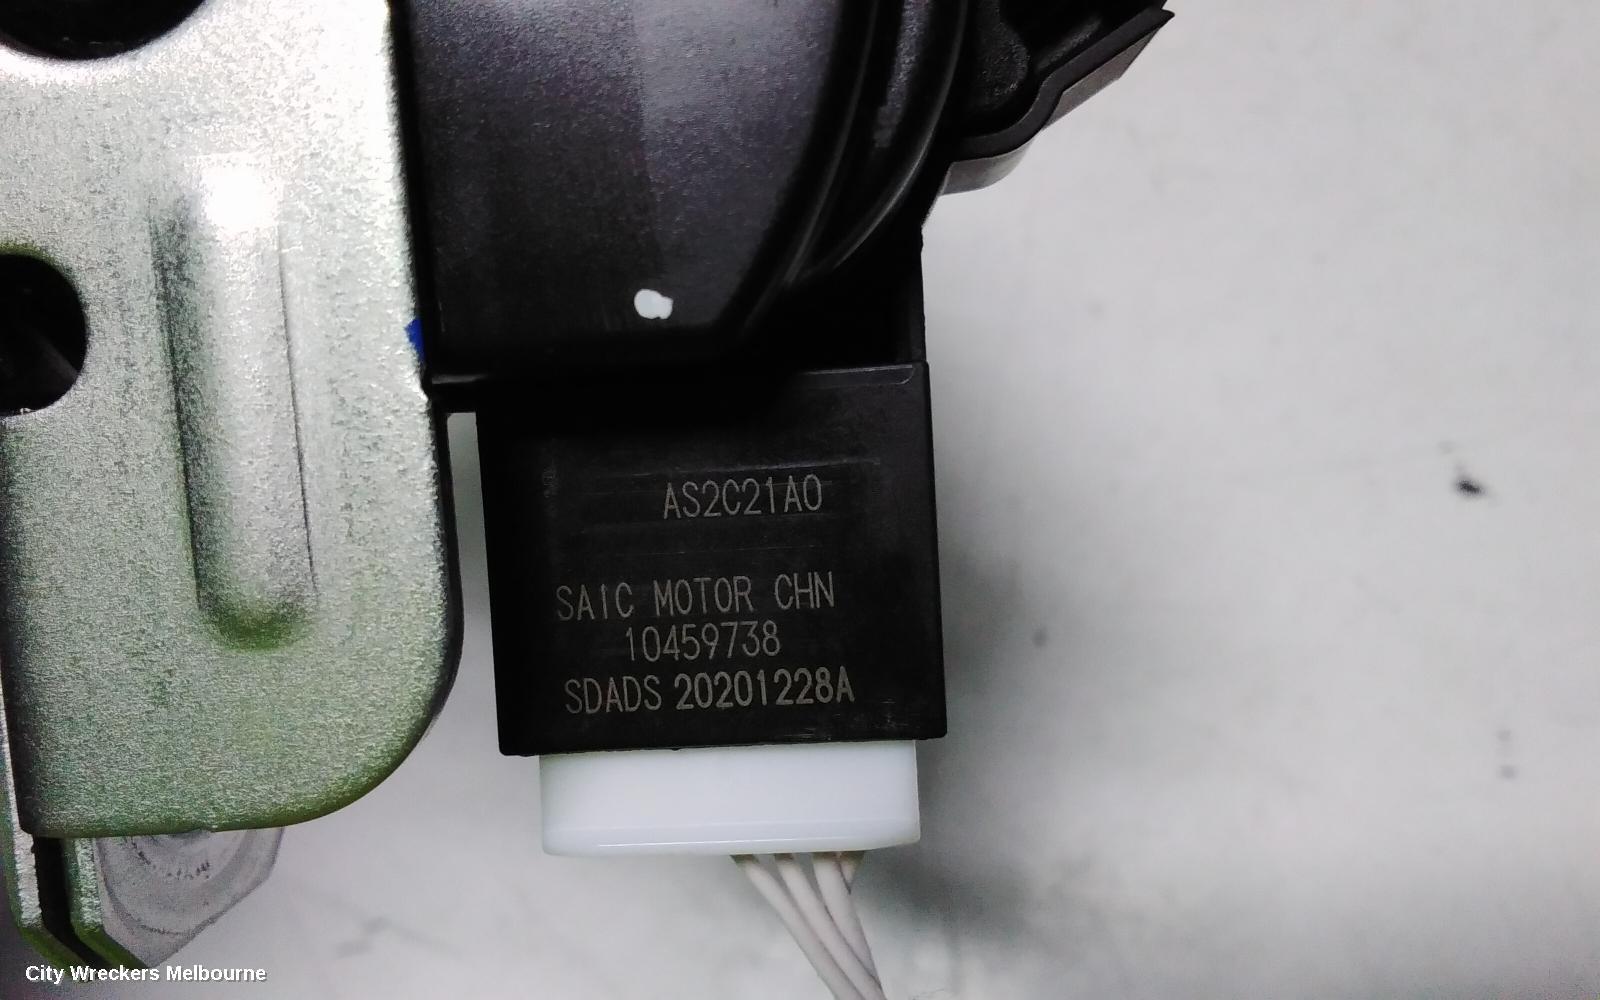 AS2C21A0
SAIC MOTOR CHN
10459738
SDADS 20201228A
City Wreckers Melbourne